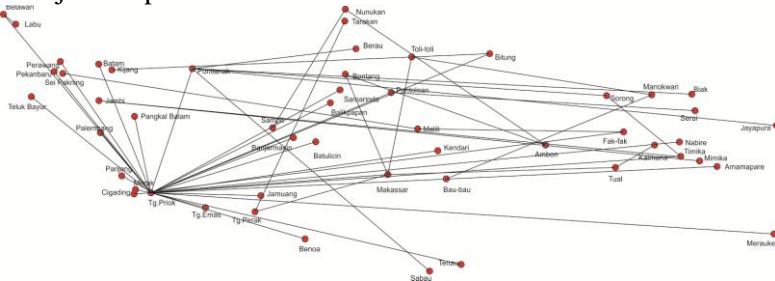 Belawan
Nunukan
Tarakan
Labu
Toli-toli
Berau
Bitung
Perawang
Batam
Kijang
Pontianak
Pekanbaru
Sei Pakning
Bontang
Pantoloan
Samarinda
Sorong
Manokwari
Biak
Teluk Bayur
Jambi
Pangkal Balam
Balikpapan
Serui
Jayapura
Palembang
Sampit
Malili
Fak-fak
Banjarmasin
Batulicin
Kendari
Ambon
Kaimana
Nabire
Timika
Mimika
Amamapare
Panjang
Merak
Cigading
Tg.Priok
Jamuang
Makassar
Bau-bau
Tual
Tg.Emas
Tg.Perak
Benoa
Merauke
Tenau
Sabau